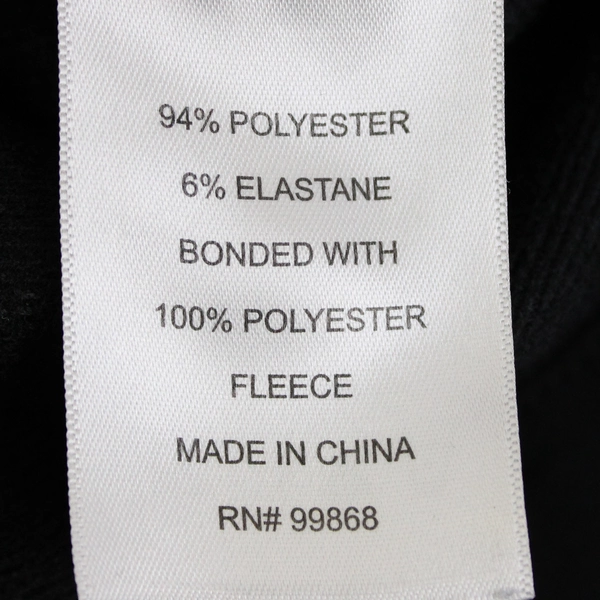 94% POLYESTER
6% ELASTANE
BONDED WITH
100% POLYESTER
FLEECE
MADE IN CHINA
RN# 99868